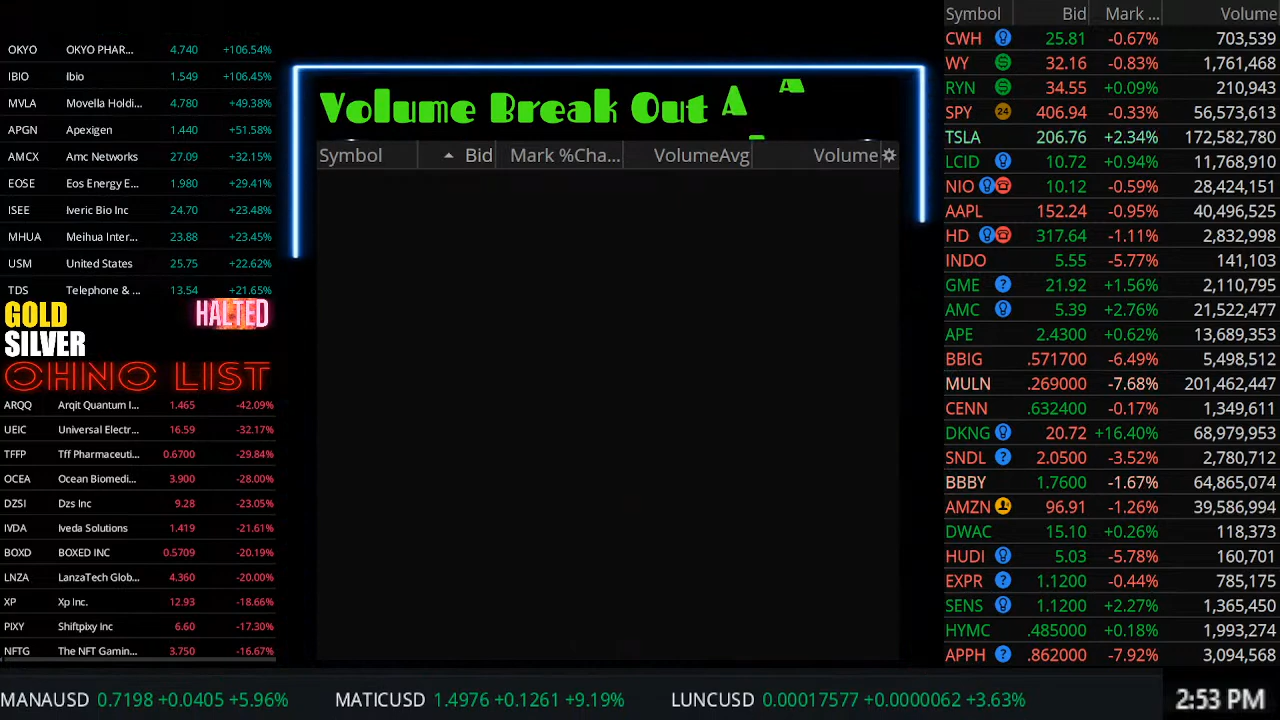 OKYO OKYO PHAR... 4.740 +106.54%
IBIO Ibio 1.549 +106.45%
MVLA Movella Holdi... 4.780 +49.38%
APGN Apexigen 1.440 +51.58%
AMCX Amc Networks 27.09 +32.15%
EOSE Eos Energy E... 1.980 +29.41%
ISEE Iveric Bio Inc 24.70 +23.48%
MHUA Meihua Inter... 23.88 +23.45%
USM United States 25.75 +22.62%
TDS Telephone & ... 13.54 +21.65%
GOLD HALTED
SILVER
OHNO LIST
ARQQ Arqit Quantum I... 1.465 -42.09%
UEIC Universal Electr... 16.59 -32.17%
TFFP Tff Pharmaceuti... 0.6700 -29.84%
OCEA Ocean Biomedi... 3.900 -28.00%
DZSI Dzs Inc 9.28 -23.05%
IVDA Iveda Solutions 1.419 -21.61%
BOXD BOXED INC 0.5709 -20.19%
LNZA LanzaTech Glob... 4.360 -20.00%
XP Xp Inc. 12.93 -18.66%
PIXY Shiftpixy Inc 6.60 -17.30%
NFTG The NFT Gamin... 3.750 -16.67%
Volume Break Out A
Symbol Bid Mark %Cha... VolumeAvg Volume
Symbol Bid Mark ... Volume
CWH 25.81 -0.67% 703,539
WY 32.16 -0.83% 1,761,468
RYN 34.55 +0.09% 210,943
SPY 24 406.94 -0.33% 56,573,613
TSLA 206.76 +2.34% 172,582,780
LCID 10.72 +0.94% 11,768,910
NIO 10.12 -0.59% 28,424,151
AAPL 152.24 -0.95% 40,496,525
HD 317.64 -1.11% 2,832,998
INDO 5.55 -5.77% 141,103
GME ? 21.92 +1.56% 2,110,795
AMC 5.39 +2.76% 21,522,477
APE 2.4300 +0.62% 13,689,353
BBIG .571700 -6.49% 5,498,512
MULN .269000 -7.68% 201,462,447
CENN .632400 -0.17% 1,349,611
DKNG 20.72 +16.40% 68,979,953
SNDL ? 2.0500 -3.52% 2,780,712
BBBY 1.7600 -1.67% 64,865,074
AMZN 96.91 -1.26% 39,586,994
DWAC 15.10 +0.26% 118,373
HUDI 5.03 -5.78% 160,701
EXPR ? 1.1200 -0.44% 785,175
SENS 1.1200 +2.27% 1,365,450
HYMC .485000 +0.18% 1,993,274
APPH ? .862000 -7.92% 3,094,568
MANAUSD 0.7198 +0.0405 +5.96% MATICUSD 1.4976 +0.1261 +9.19% LUNCUSD 0.00017577 +0.0000062 +3.63% 2:53 PM